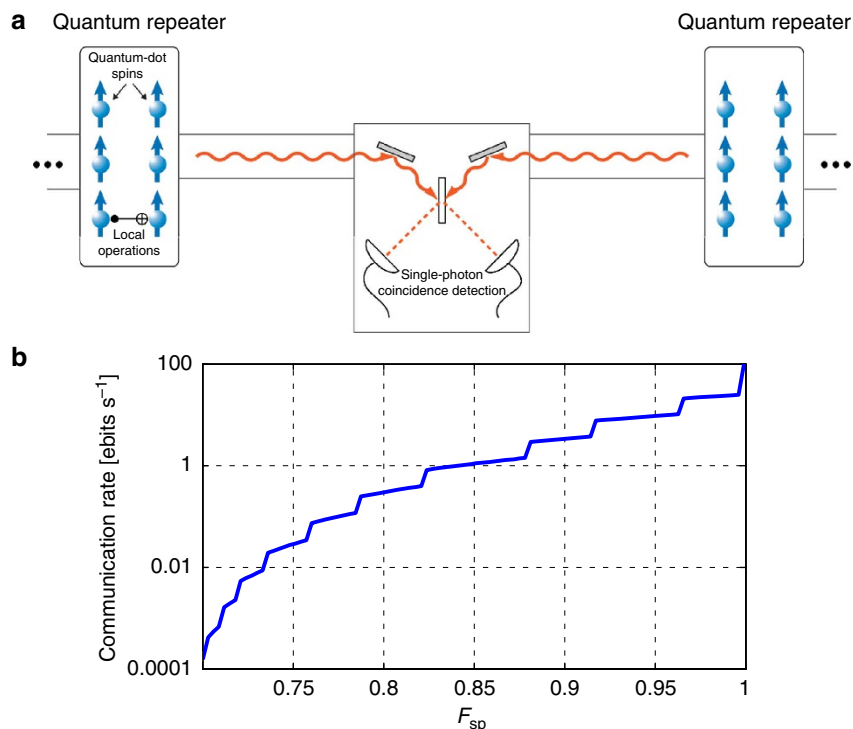 a
Quantum repeater
Quantum repeater
Quantum-dot
spins
Local
operations
Single-photon
coincidence detection
b
Communication rate [ebits s⁻¹]
100
1
0.01
0.0001
0.75
0.8
0.85
0.9
0.95
1
F_sp